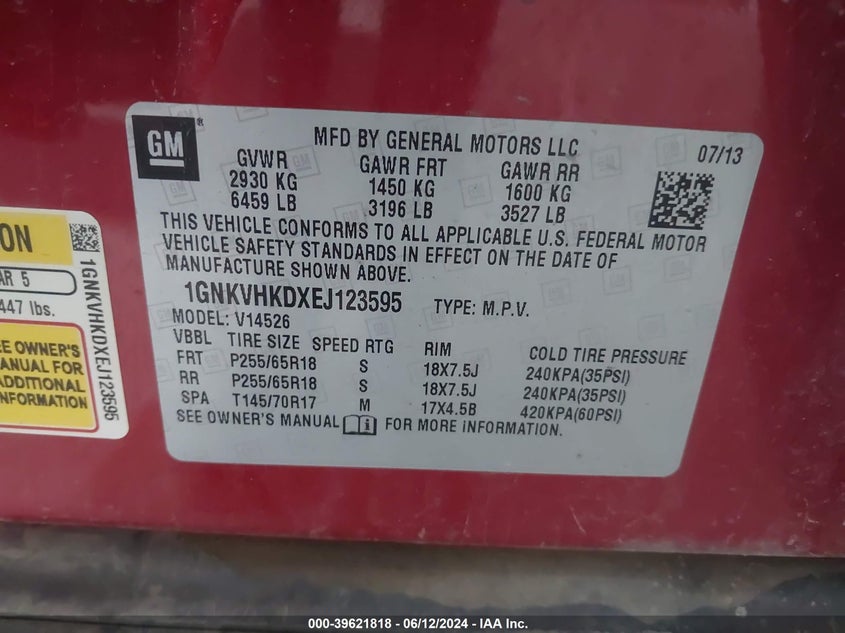 GM®
MFD BY GENERAL MOTORS LLC
07/13
GVWR GAWR FRT GAWR RR
2930 KG 1450 KG 1600 KG
6459 LB 3196 LB 3527 LB
THIS VEHICLE CONFORMS TO ALL APPLICABLE U.S. FEDERAL MOTOR
VEHICLE SAFETY STANDARDS IN EFFECT ON THE DATE OF
MANUFACTURE SHOWN ABOVE.
1GNKVHKDXEJ123595 TYPE: M.P.V.
MODEL: V14526
VBBL TIRE SIZE SPEED RTG RIM COLD TIRE PRESSURE
FRT P255/65R18 S 18X7.5J 240KPA(35PSI)
RR P255/65R18 S 18X7.5J 240KPA(35PSI)
SPA T145/70R17 M 17X4.5B 420KPA(60PSI)
SEE OWNER'S MANUAL FOR MORE INFORMATION.
ON
AR 5
447 lbs.
EE OWNER'S
MANUAL FOR
ADDITIONAL
INFORMATION
1GNKVHKDXEJ123595
000-39621818 - 06/12/2024 - IAA Inc.